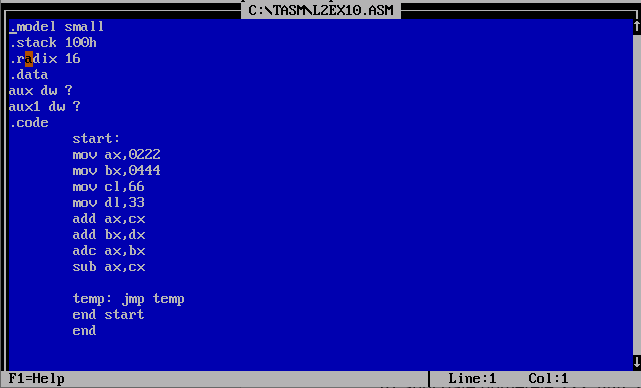 C:\TASM\L2EX10.ASM
.model small
.stack 100h
.radix 16
.data
aux dw ?
aux1 dw ?
.code
start:
mov ax,0222
mov bx,0444
mov cl,66
mov dl,33
add ax,cx
add bx,dx
adc ax,bx
sub ax,cx
temp: jmp temp
end start
end
F1=Help Line:1 Col:1